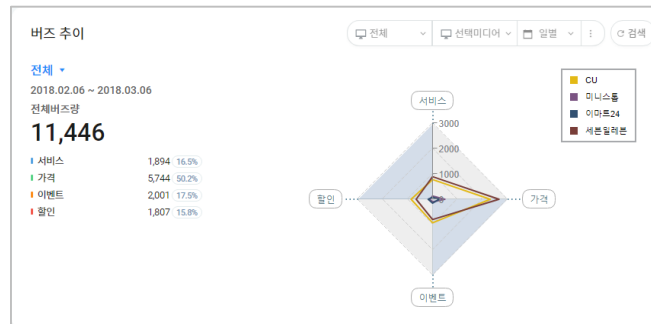 버즈 추이
전체 선택미디어 일별 검색
전체
2018.02.06 ~ 2018.03.06
전체버즈량
11,446
서비스 1,894 16.5%
가격 5,744 50.2%
이벤트 2,001 17.5%
할인 1,807 15.8%
CU
미니스톱
이마트24
세븐일레븐
서비스
3000
2000
1000
할인
가격
이벤트